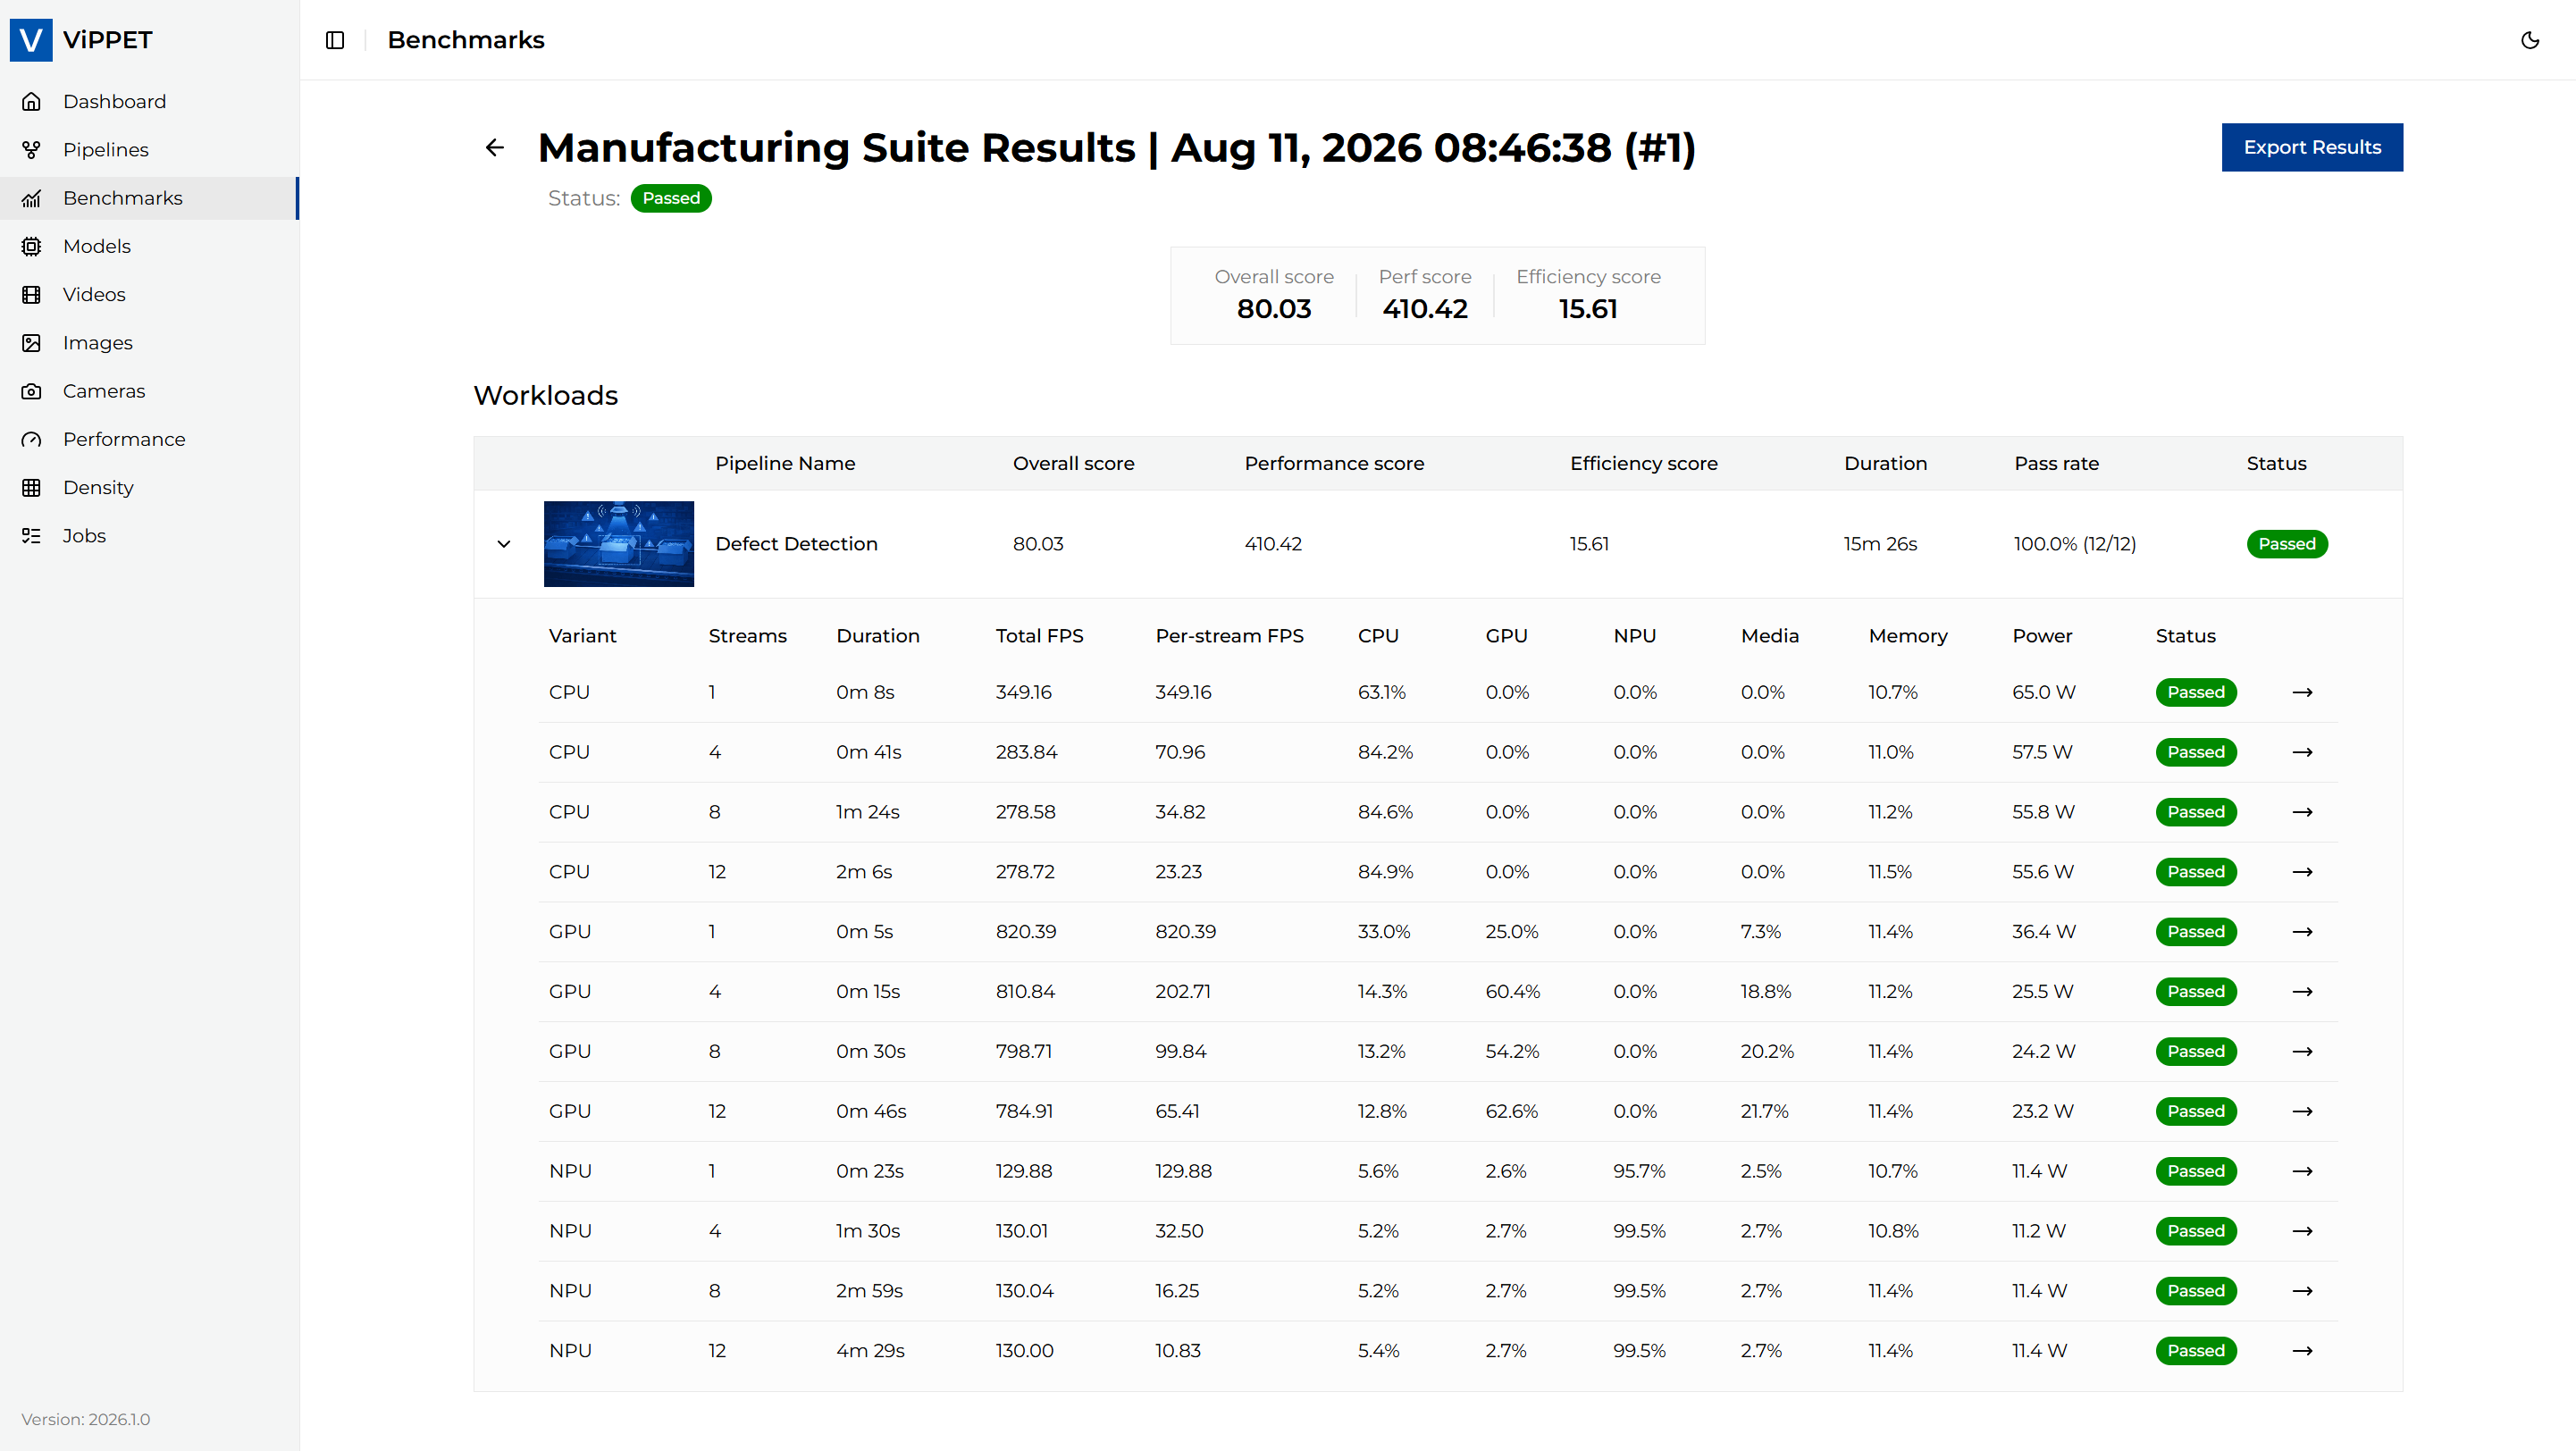 V ViPPET
Benchmarks
Dashboard
Pipelines
Benchmarks
Models
Videos
Images
Cameras
Performance
Density
Jobs
Version: 2026.1.0
Manufacturing Suite Results | Aug 11, 2026 08:46:38 (#1)
Export Results
Status: Passed
Overall score Perf score Efficiency score
80.03 410.42 15.61
Workloads
Pipeline Name Overall score Performance score Efficiency score Duration Pass rate Status
Defect Detection 80.03 410.42 15.61 15m 26s 100.0% (12/12) Passed
Variant Streams Duration Total FPS Per-stream FPS CPU GPU NPU Media Memory Power Status
CPU 1 0m 8s 349.16 349.16 63.1% 0.0% 0.0% 0.0% 10.7% 65.0 W Passed
CPU 4 0m 41s 283.84 70.96 84.2% 0.0% 0.0% 0.0% 11.0% 57.5 W Passed
CPU 8 1m 24s 278.58 34.82 84.6% 0.0% 0.0% 0.0% 11.2% 55.8 W Passed
CPU 12 2m 6s 278.72 23.23 84.9% 0.0% 0.0% 0.0% 11.5% 55.6 W Passed
GPU 1 0m 5s 820.39 820.39 33.0% 25.0% 0.0% 7.3% 11.4% 36.4 W Passed
GPU 4 0m 15s 810.84 202.71 14.3% 60.4% 0.0% 18.8% 11.2% 25.5 W Passed
GPU 8 0m 30s 798.71 99.84 13.2% 54.2% 0.0% 20.2% 11.4% 24.2 W Passed
GPU 12 0m 46s 784.91 65.41 12.8% 62.6% 0.0% 21.7% 11.4% 23.2 W Passed
NPU 1 0m 23s 129.88 129.88 5.6% 2.6% 95.7% 2.5% 10.7% 11.4 W Passed
NPU 4 1m 30s 130.01 32.50 5.2% 2.7% 99.5% 2.7% 10.8% 11.2 W Passed
NPU 8 2m 59s 130.04 16.25 5.2% 2.7% 99.5% 2.7% 11.4% 11.4 W Passed
NPU 12 4m 29s 130.00 10.83 5.4% 2.7% 99.5% 2.7% 11.4% 11.4 W Passed